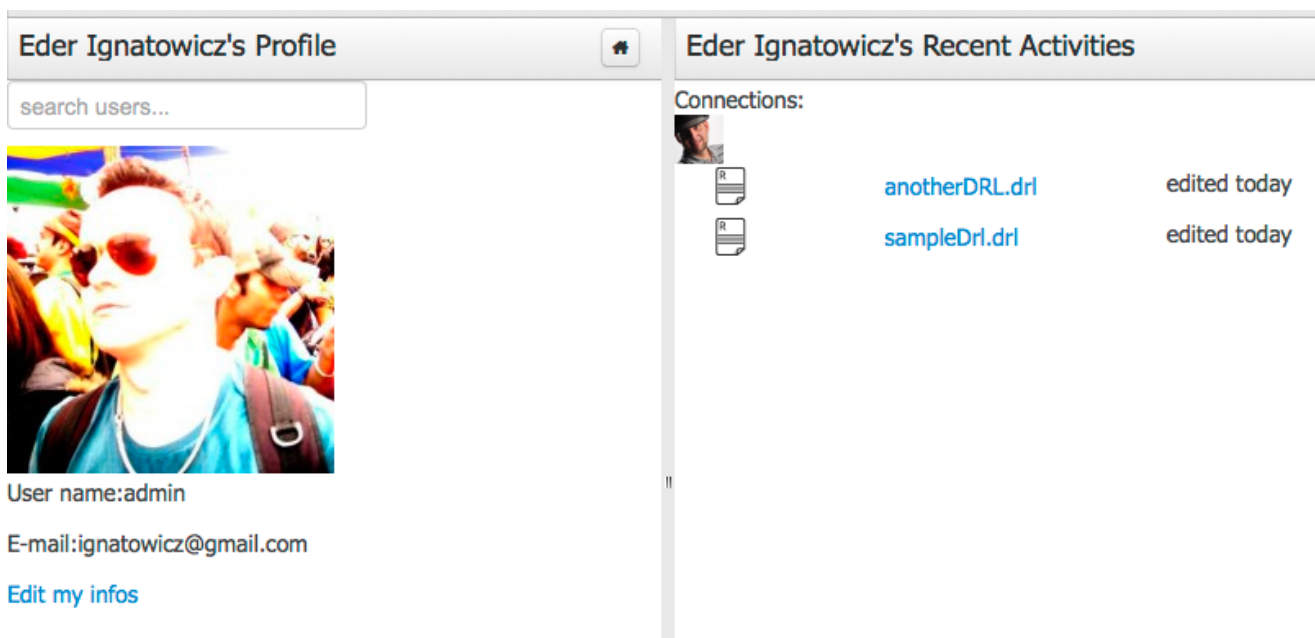 Eder Ignatowicz's Profile
search users...
User name:admin
E-mail:ignatowicz@gmail.com
Edit my infos
Eder Ignatowicz's Recent Activities
Connections:
R anotherDRL.drl edited today
R sampleDrl.drl edited today